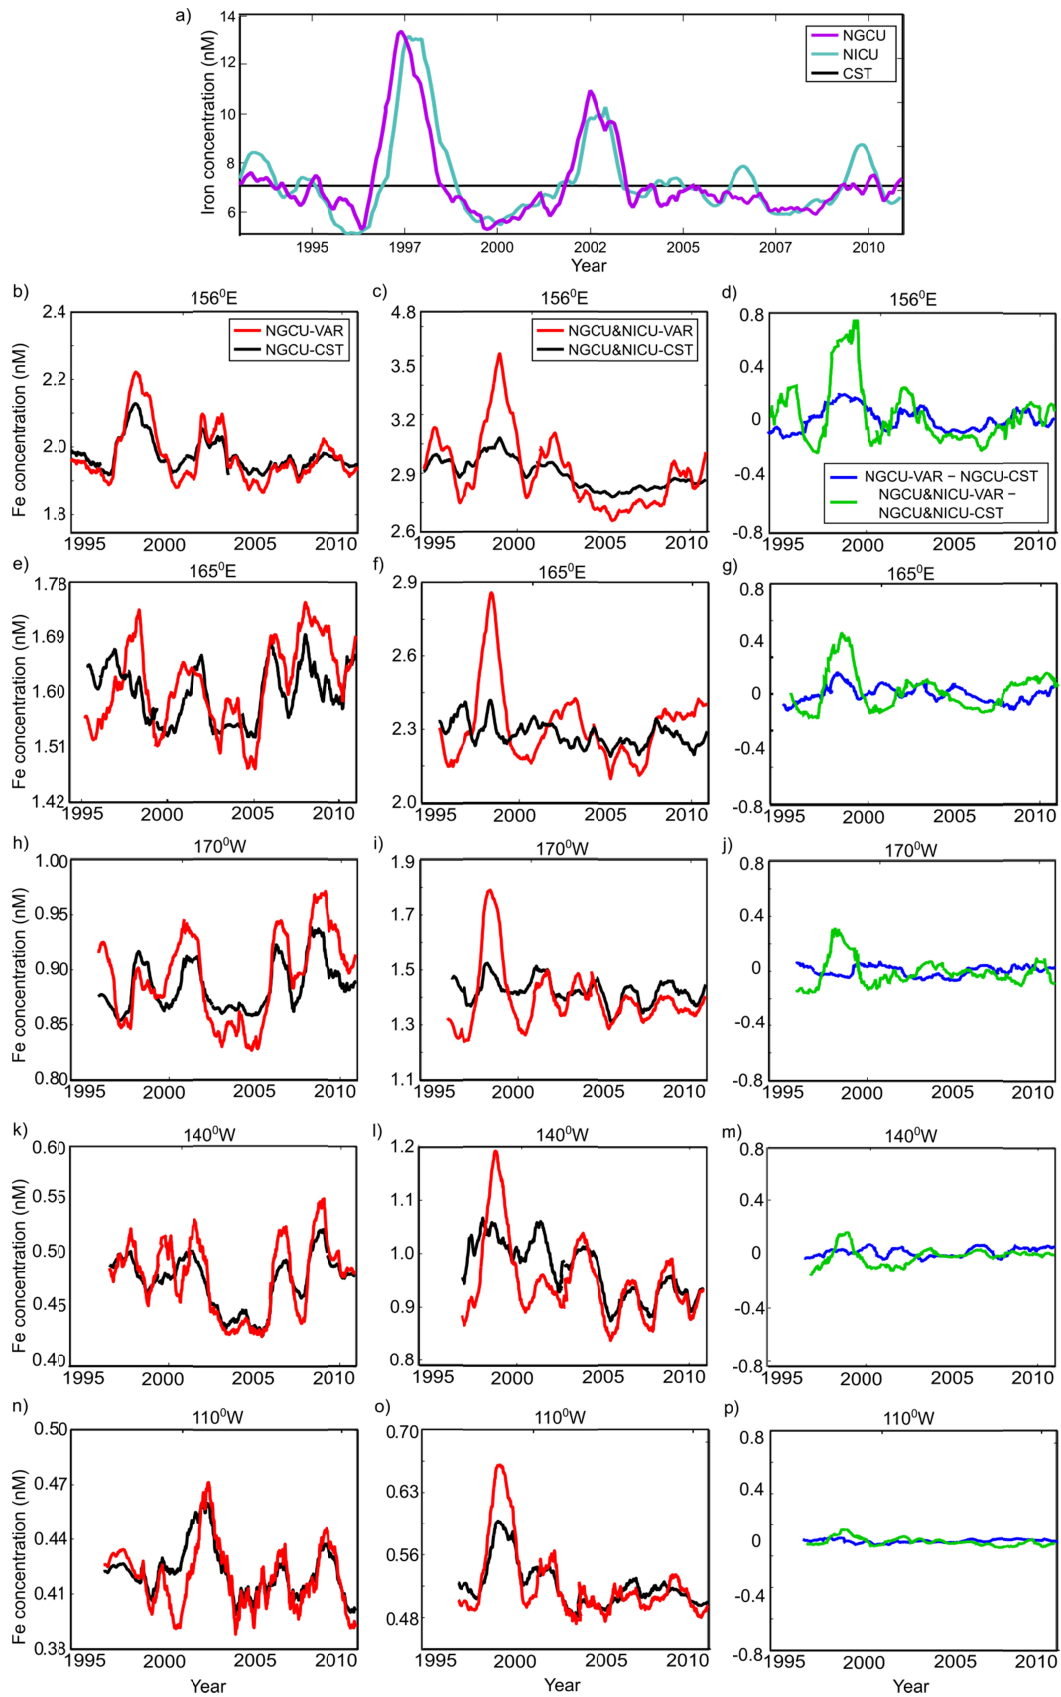 a)
Iron concentration (nM)
14
12
10
8
6
NGCU
NICU
CST
1995
1997
2000
2002
2005
2007
2010
Year
b)
156⁰E
Fe concentration (nM)
2.4
2.2
2.0
1.8
NGCU-VAR
NGCU-CST
1995
2000
2005
2010
c)
156⁰E
4.8
3.5
3.2
2.9
2.6
NGCU&NICU-VAR
NGCU&NICU-CST
1995
2000
2005
2010
d)
156⁰E
0.8
0.4
0
-0.4
-0.8
NGCU-VAR – NGCU-CST
NGCU&NICU-VAR –
NGCU&NICU-CST
1995
2000
2005
2010
e)
165⁰E
Fe concentration (nM)
1.78
1.69
1.60
1.51
1.42
1995
2000
2005
2010
f)
165⁰E
2.9
2.6
2.3
2.0
1995
2000
2005
2010
g)
165⁰E
0.8
0.4
0
-0.4
-0.8
1995
2000
2005
2010
h)
170⁰W
Fe concentration (nM)
1.00
0.95
0.90
0.85
0.80
1995
2000
2005
2010
i)
170⁰W
1.9
1.7
1.5
1.3
1.1
1995
2000
2005
2010
j)
170⁰W
0.8
0.4
0
-0.4
-0.8
1995
2000
2005
2010
k)
140⁰W
Fe concentration (nM)
0.60
0.55
0.50
0.45
0.40
1995
2000
2005
2010
l)
140⁰W
1.2
1.1
1.0
0.9
0.8
1995
2000
2005
2010
m)
140⁰W
0.8
0.4
0
-0.4
-0.8
1995
2000
2005
2010
n)
110⁰W
Fe concentration (nM)
0.50
0.47
0.44
0.41
0.38
1995
2000
2005
2010
Year
o)
110⁰W
0.70
0.63
0.56
0.48
1995
2000
2005
2010
Year
p)
110⁰W
0.8
0.4
0
-0.4
-0.8
1995
2000
2005
2010
Year